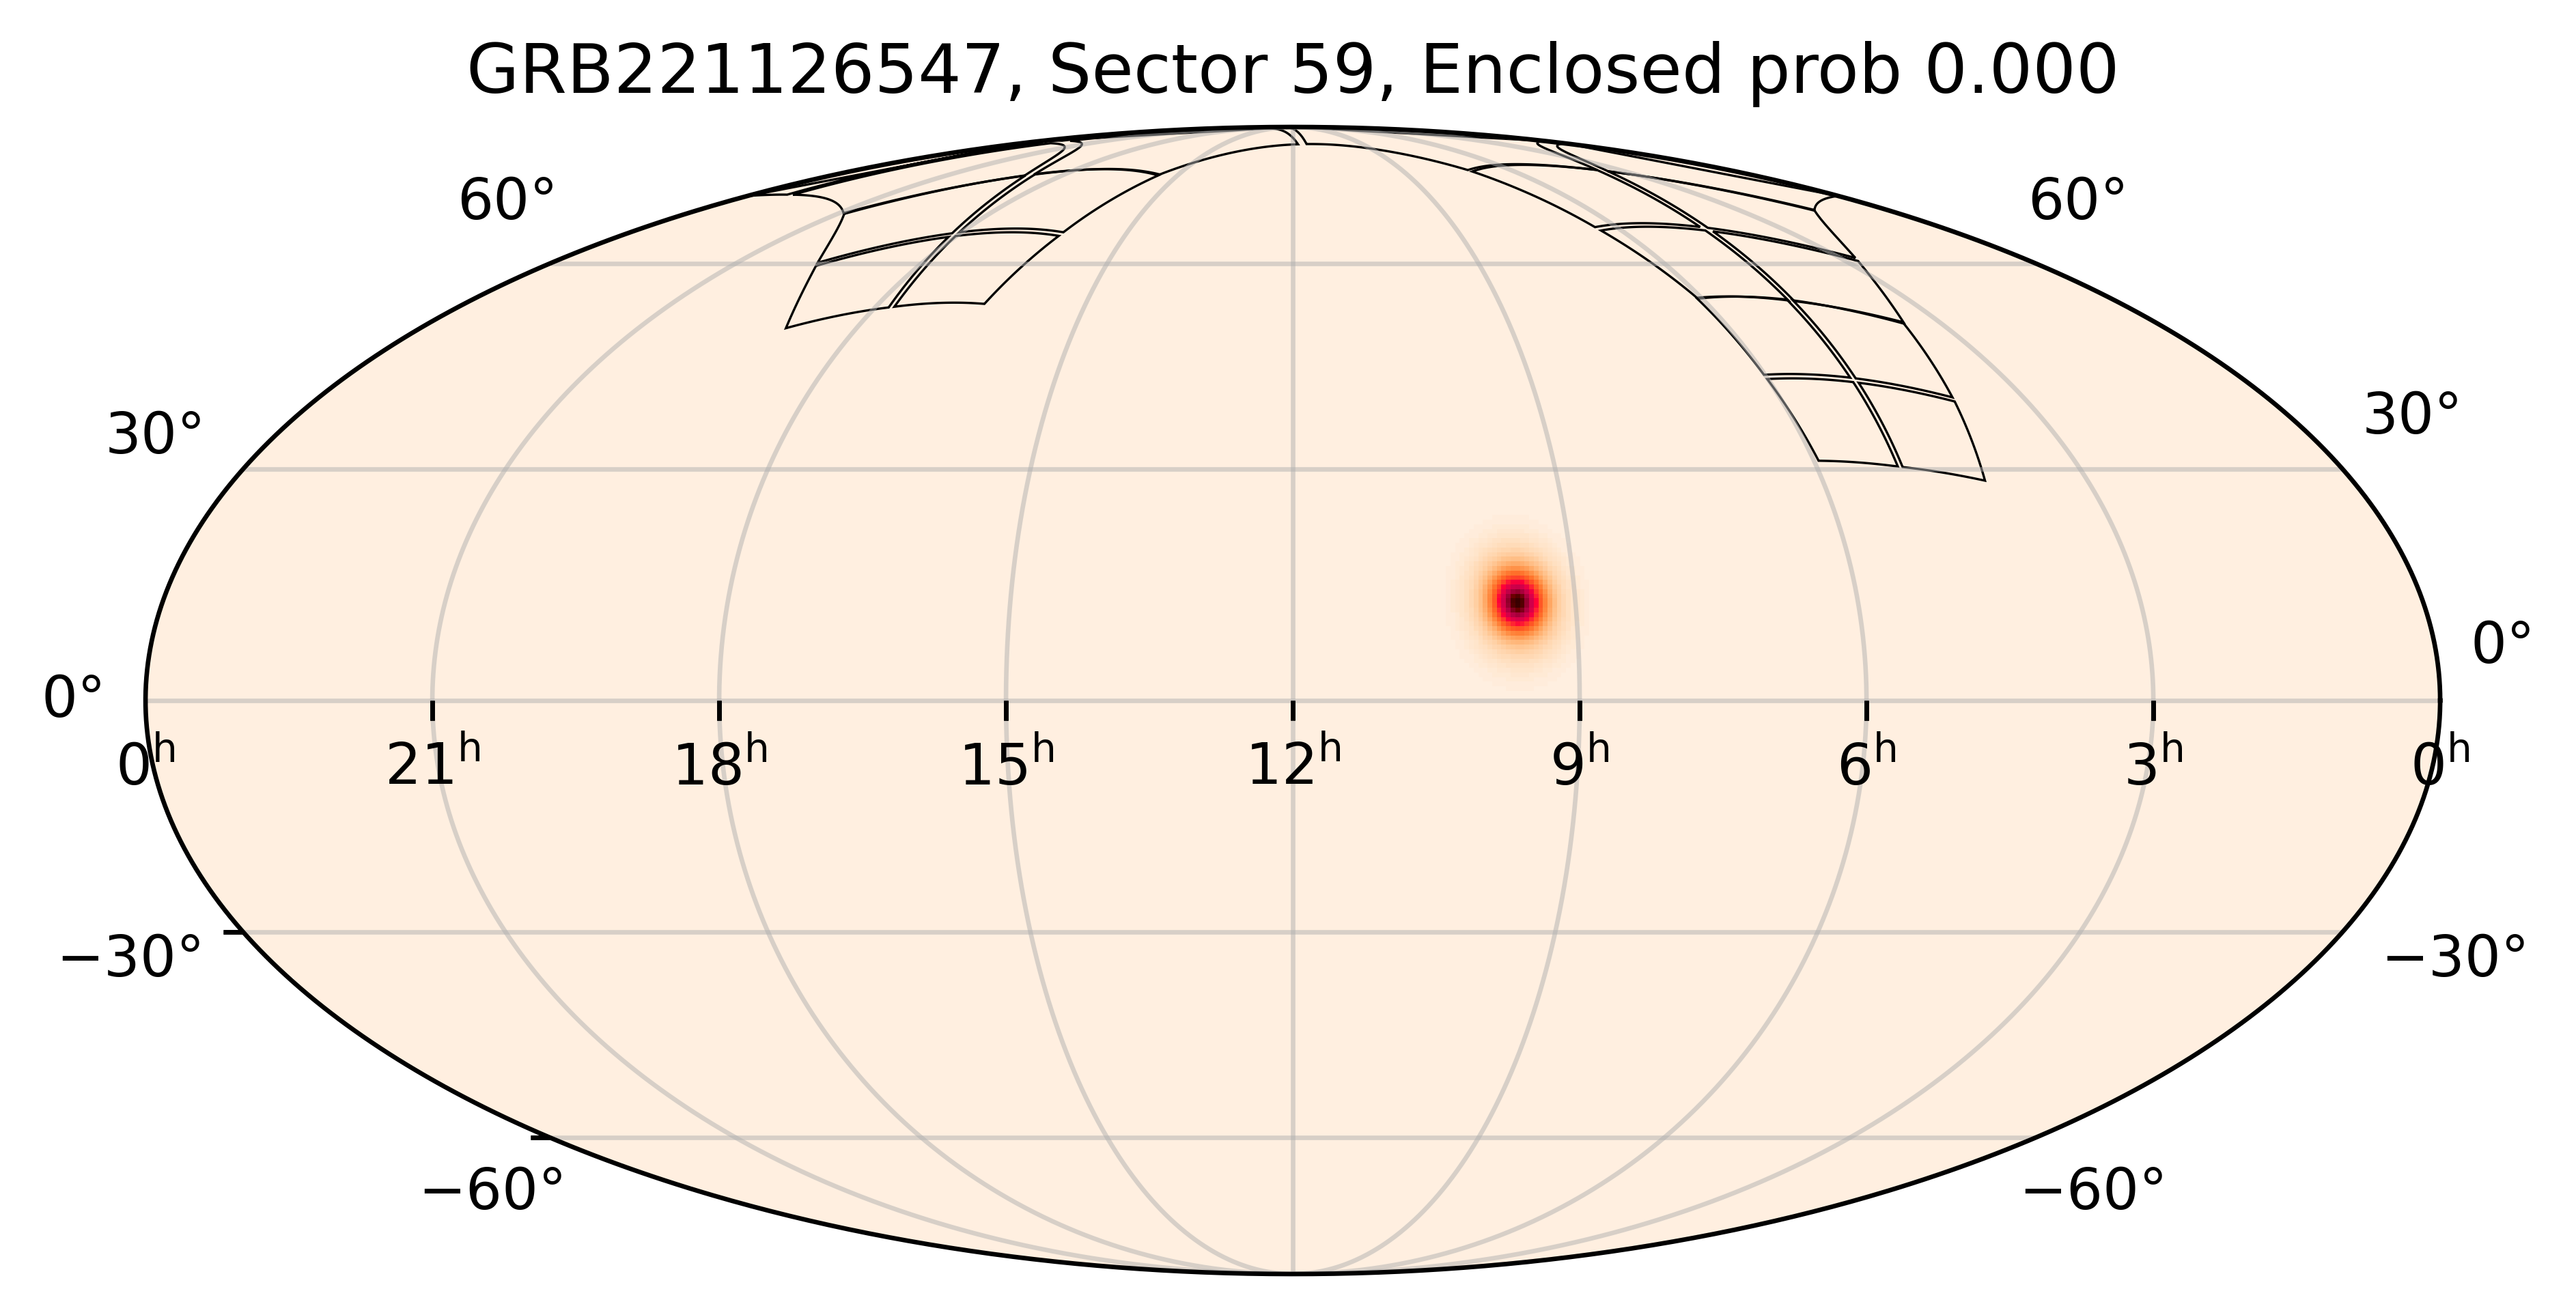 GRB221126547, Sector 59, Enclosed prob 0.000
60° 60°
30° 30°
0° 0°
0h 21h 18h 15h 12h 9h 6h 3h 0h
−30° −30°
−60° −60°